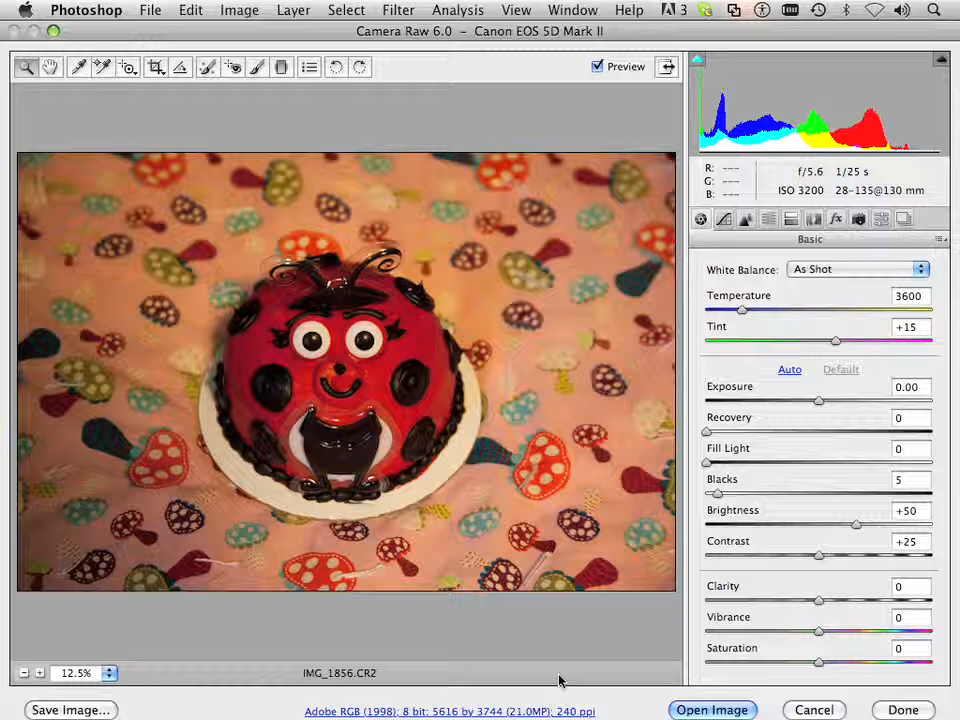 Photoshop File Edit Image Layer Select Filter Analysis View Window Help 3
Camera Raw 6.0 – Canon EOS 5D Mark II
Preview
R: ---
G: ---
B: ---
f/5.6 1/25 s
ISO 3200 28-135@130 mm
Basic
White Balance: As Shot
Temperature 3600
Tint +15
Auto Default
Exposure 0.00
Recovery 0
Fill Light 0
Blacks 5
Brightness +50
Contrast +25
Clarity 0
Vibrance 0
Saturation 0
12.5% IMG_1856.CR2
Save Image... Adobe RGB (1998); 8 bit; 5616 by 3744 (21.0MP); 240 ppi Open Image Cancel Done